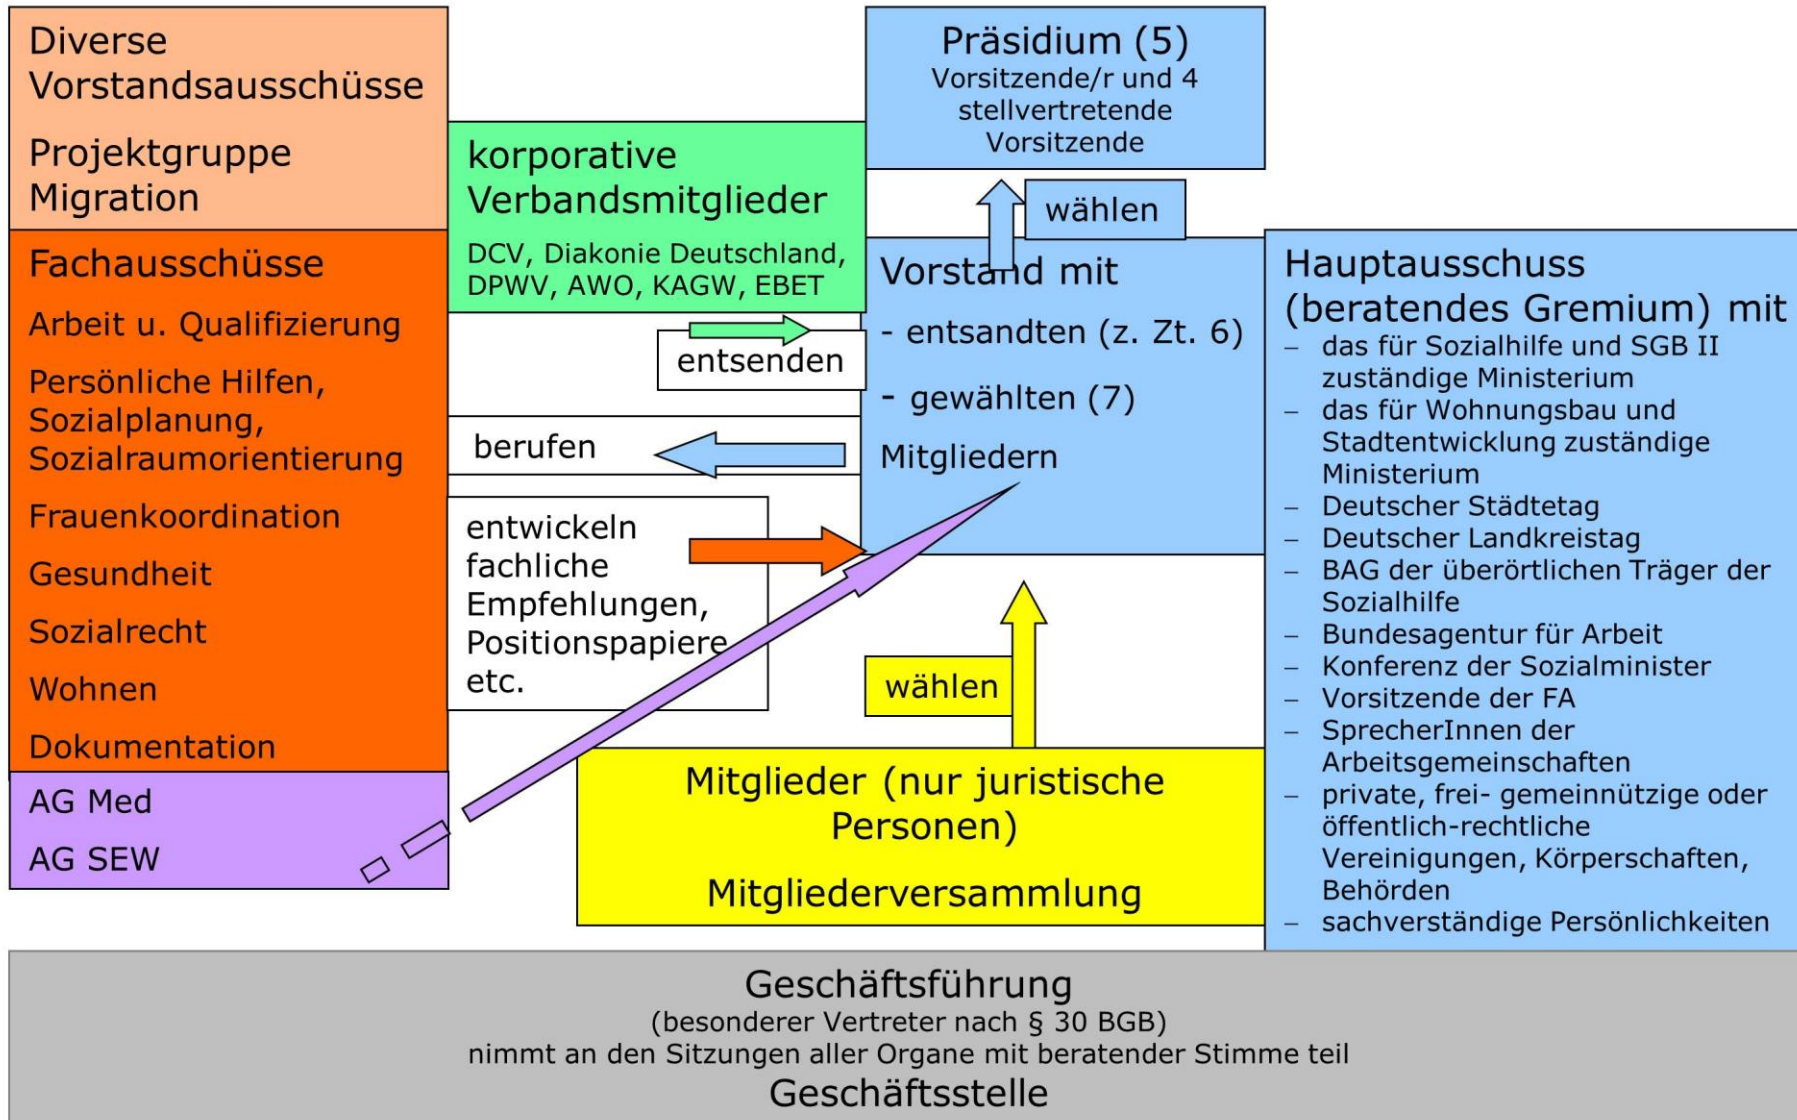 Diverse
Vorstandsausschüsse
Projektgruppe
Migration
Fachausschüsse
Arbeit u. Qualifizierung
Persönliche Hilfen,
Sozialplanung,
Sozialraumorientierung
Frauenkoordination
Gesundheit
Sozialrecht
Wohnen
Dokumentation
AG Med
AG SEW
korporative
Verbandsmitglieder
DCV, Diakonie Deutschland,
DPWV, AWO, KAGW, EBET
entsenden
berufen
entwickeln
fachliche
Empfehlungen,
Positionspapiere
etc.
Präsidium (5)
Vorsitzende/r und 4
stellvertretende
Vorsitzende
wählen
Vorstand mit
- entsandten (z. Zt. 6)
- gewählten (7)
Mitgliedern
wählen
Mitglieder (nur juristische
Personen)
Mitgliederversammlung
Hauptausschuss
(beratendes Gremium) mit
– das für Sozialhilfe und SGB II
zuständige Ministerium
– das für Wohnungsbau und
Stadtentwicklung zuständige
Ministerium
– Deutscher Städtetag
– Deutscher Landkreistag
– BAG der überörtlichen Träger der
Sozialhilfe
– Bundesagentur für Arbeit
– Konferenz der Sozialminister
– Vorsitzende der FA
– SprecherInnen der
Arbeitsgemeinschaften
– private, frei- gemeinnützige oder
öffentlich-rechtliche
Vereinigungen, Körperschaften,
Behörden
– sachverständige Persönlichkeiten
Geschäftsführung
(besonderer Vertreter nach § 30 BGB)
nimmt an den Sitzungen aller Organe mit beratender Stimme teil
Geschäftsstelle